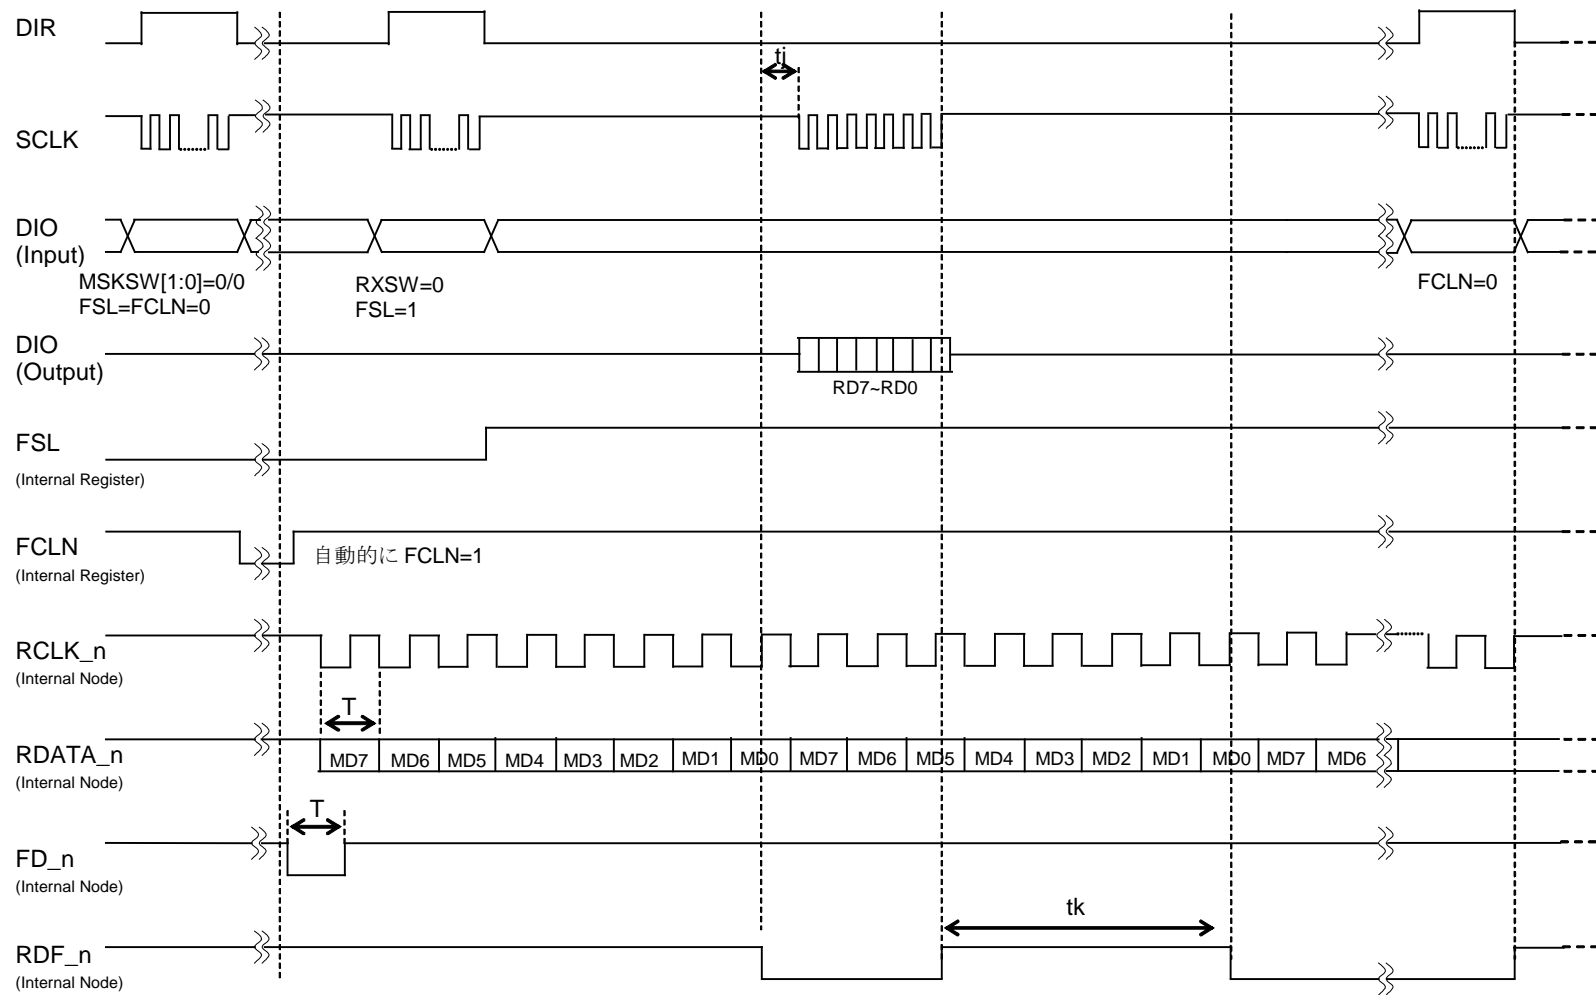 DIR
tj
SCLK
DIO
(Input)
MSKSW[1:0]=0/0
FSL=FCLN=0
RXSW=0
FSL=1
FCLN=0
DIO
(Output)
RD7~RD0
FSL
(Internal Register)
FCLN
(Internal Register)
自動的に FCLN=1
RCLK_n
(Internal Node)
T
RDATA_n
(Internal Node)
MD7 MD6 MD5 MD4 MD3 MD2 MD1 MD0 MD7 MD6 MD5 MD4 MD3 MD2 MD1 MD0 MD7 MD6
T
FD_n
(Internal Node)
tk
RDF_n
(Internal Node)